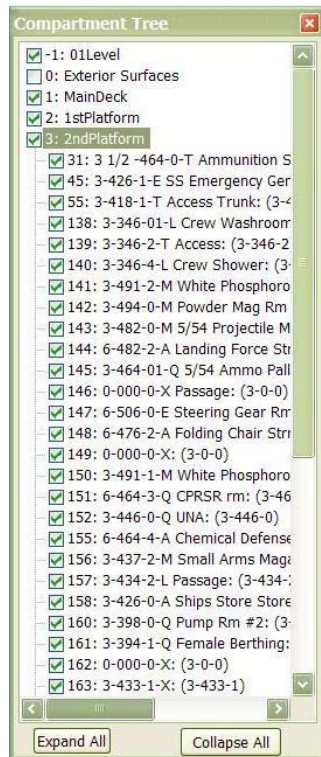 Compartment Tree
-1: 01Level
0: Exterior Surfaces
1: MainDeck
2: 1stPlatform
3: 2ndPlatform
31: 3 1/2 -464-0-T Ammunition S
45: 3-426-1-E SS Emergency Ger
55: 3-418-1-T Access Trunk: (3-4
138: 3-346-01-L Crew Washroom
139: 3-346-2-T Access: (3-346-2
140: 3-346-4-L Crew Shower: (3-
141: 3-491-2-M White Phosphoro
142: 3-494-0-M Powder Mag Rm
143: 3-482-0-M 5/54 Projectile M
144: 6-482-2-A Landing Force Str
145: 3-464-01-Q 5/54 Ammo Pall
146: 0-000-0-X Passage: (3-0-0)
147: 6-506-0-E Steering Gear Rm
148: 6-476-2-A Folding Chair Strr
149: 0-000-0-X: (3-0-0)
150: 3-491-1-M White Phosphoro
151: 6-464-3-Q CPRSR rm: (3-46
152: 3-446-0-Q UNA: (3-446-0)
155: 6-464-4-A Chemical Defense
156: 3-437-2-M Small Arms Maga
157: 3-434-2-L Passage: (3-434-2
158: 3-426-0-A Ships Store Store
160: 3-398-0-Q Pump Rm #2: (3-
161: 3-394-1-Q Female Berthing:
162: 0-000-0-X: (3-0-0)
163: 3-433-1-X: (3-433-1)
Expand All
Collapse All